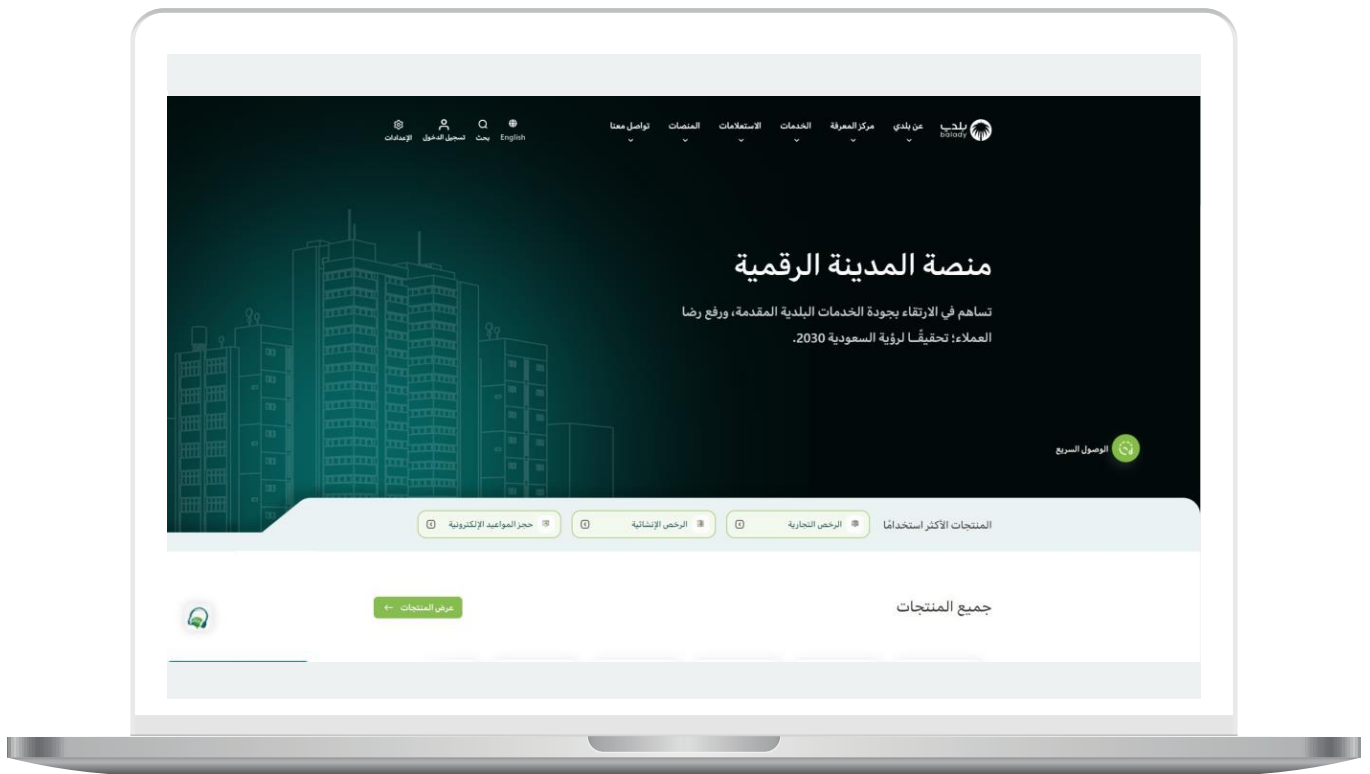 بلدي
balady
عن بلدي
مركز المعرفة
الخدمات
الاستعلامات
المنصات
تواصل معنا
English
بحث
تسجيل الدخول
الإعدادات
منصة المدينة الرقمية
تساهم في الارتقاء بجودة الخدمات البلدية المقدمة، ورفع رضا
العملاء؛ تحقيقًــا لرؤية السعودية 2030.
الوصول السريع
المنتجات الأكثر استخدامًا
الرخص التجارية
الرخص الإنشائية
حجز المواعيد الإلكترونية
جميع المنتجات
عرض المنتجات ←